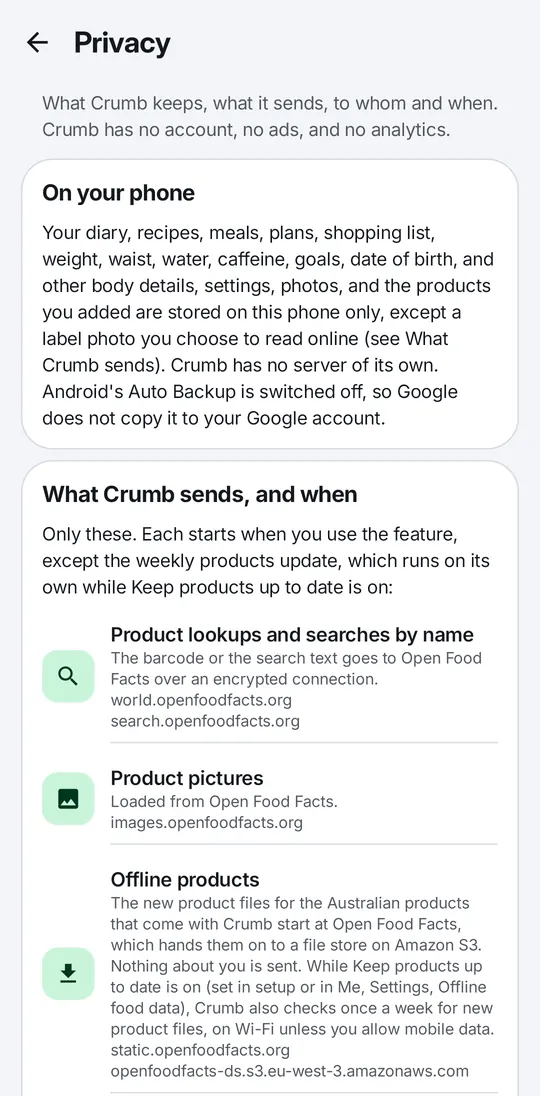 Privacy
What Crumb keeps, what it sends, to whom and when.
Crumb has no account, no ads, and no analytics.
On your phone
Your diary, recipes, meals, plans, shopping list,
weight, waist, water, caffeine, goals, date of birth, and
other body details, settings, photos, and the products
you added are stored on this phone only, except a
label photo you choose to read online (see What
Crumb sends). Crumb has no server of its own.
Android's Auto Backup is switched off, so Google
does not copy it to your Google account.
What Crumb sends, and when
Only these. Each starts when you use the feature,
except the weekly products update, which runs on its
own while Keep products up to date is on:
Product lookups and searches by name
The barcode or the search text goes to Open Food
Facts over an encrypted connection.
world.openfoodfacts.org
search.openfoodfacts.org
Product pictures
Loaded from Open Food Facts.
images.openfoodfacts.org
Offline products
The new product files for the Australian products
that come with Crumb start at Open Food Facts,
which hands them on to a file store on Amazon S3.
Nothing about you is sent. While Keep products up
to date is on (set in setup or in Me, Settings, Offline
food data), Crumb also checks once a week for new
product files, on Wi-Fi unless you allow mobile data.
static.openfoodfacts.org
openfoodfacts-ds.s3.eu-west-3.amazonaws.com